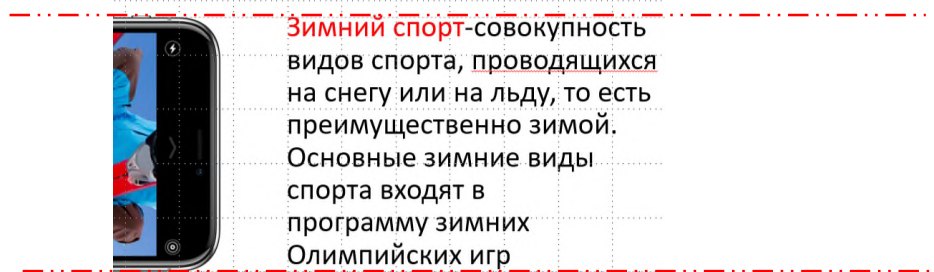 Зимний спорт-совокупность
видов спорта, проводящихся
на снегу или на льду, то есть
преимущественно зимой.
Основные зимние виды
спорта входят в
программу зимних
Олимпийских игр